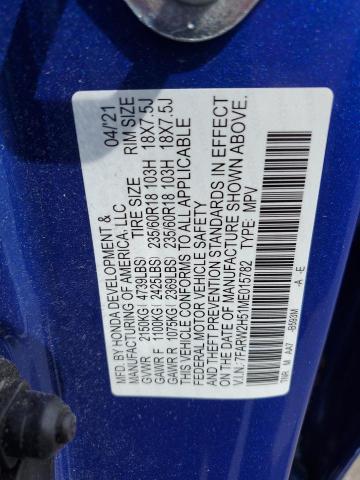 MFD. BY HONDA DEVELOPMENT & 04/'21
MANUFACTURING OF AMERICA, LLC
TIRE SIZE RIM SIZE
GVWR 2150KG( 4739LBS)
GAWR F 1100KG( 2425LBS) 235/60R18 103H 18X7.5J
GAWR R 1075KG( 2369LBS) 235/60R18 103H 18X7.5J
THIS VEHICLE CONFORMS TO ALL APPLICABLE
FEDERAL MOTOR VEHICLE SAFETY
AND THEFT PREVENTION STANDARDS IN EFFECT
ON THE DATE OF MANUFACTURE SHOWN ABOVE.
V.I.N.: 7FARW2H51ME015782 TYPE: MPV
TNR M AA7 -B593M -A -E